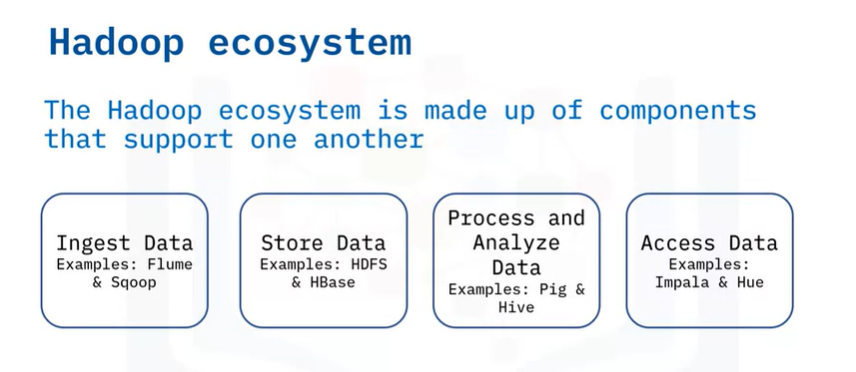 Hadoop ecosystem
The Hadoop ecosystem is made up of components
that support one another
Ingest Data
Examples: Flume
& Sqoop
Store Data
Examples: HDFS
& HBase
Process and
Analyze
Data
Examples: Pig &
Hive
Access Data
Examples:
Impala & Hue